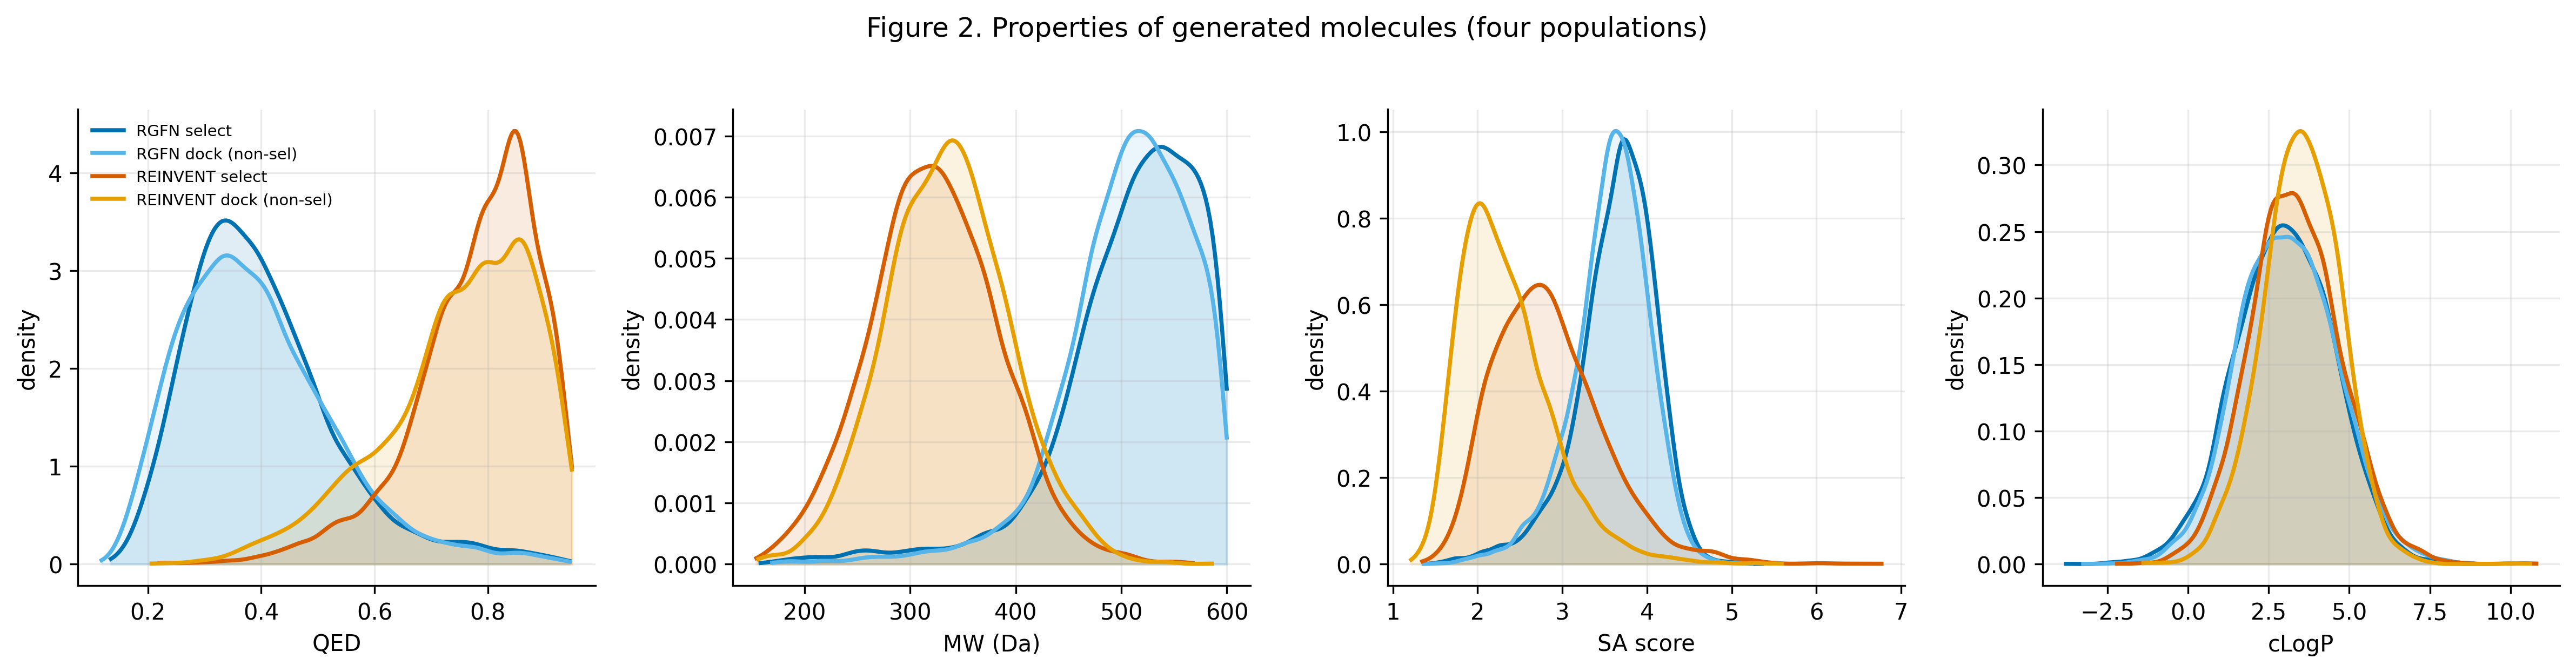 Figure 2. Properties of generated molecules (four populations)
RGFN select
RGFN dock (non-sel)
REINVENT select
REINVENT dock (non-sel)
density
4
3
2
1
0
0.2 0.4 0.6 0.8
QED
density
0.007
0.006
0.005
0.004
0.003
0.002
0.001
0.000
200 300 400 500 600
MW (Da)
density
1.0
0.8
0.6
0.4
0.2
0.0
1 2 3 4 5 6 7
SA score
density
0.30
0.25
0.20
0.15
0.10
0.05
0.00
−2.5 0.0 2.5 5.0 7.5 10.0
cLogP